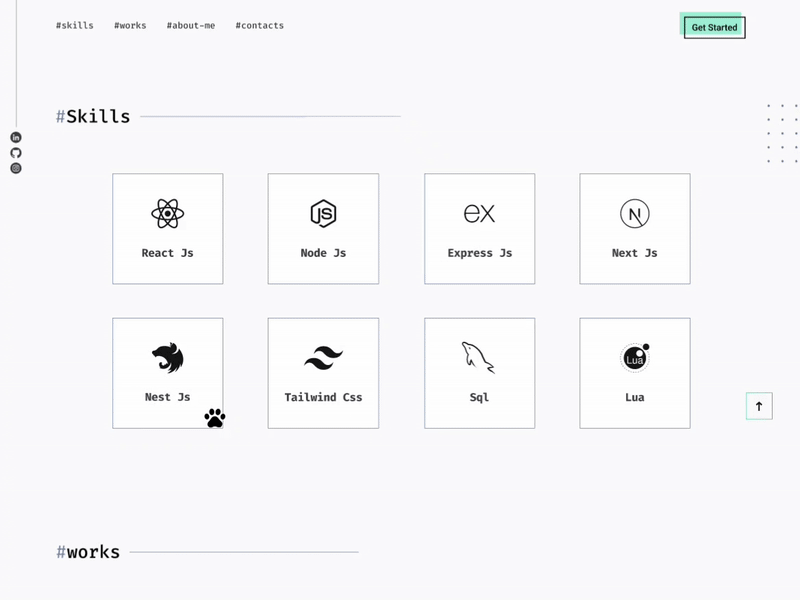 #skills #works #about-me #contacts Get Started
#Skills
in
JS ex N
React Js Node Js Express Js Next Js
Lua
Nest Js Tailwind Css Sql Lua
#works